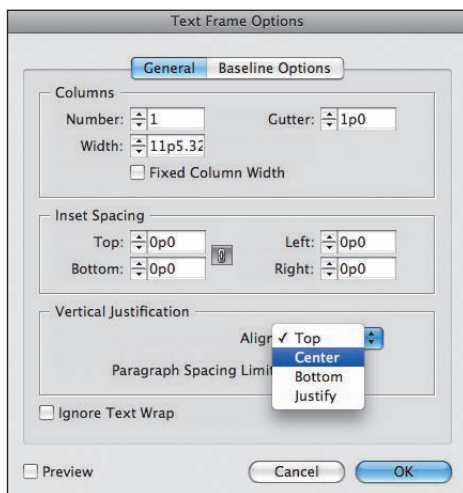 Text Frame Options
General Baseline Options
Columns
Number: 1 Gutter: 1p0
Width: 11p5.32
Fixed Column Width
Inset Spacing
Top: 0p0 Left: 0p0
Bottom: 0p0 Right: 0p0
Vertical Justification
Align ✓ Top
Center
Paragraph Spacing Limit
Bottom
Justify
Ignore Text Wrap
Preview Cancel OK